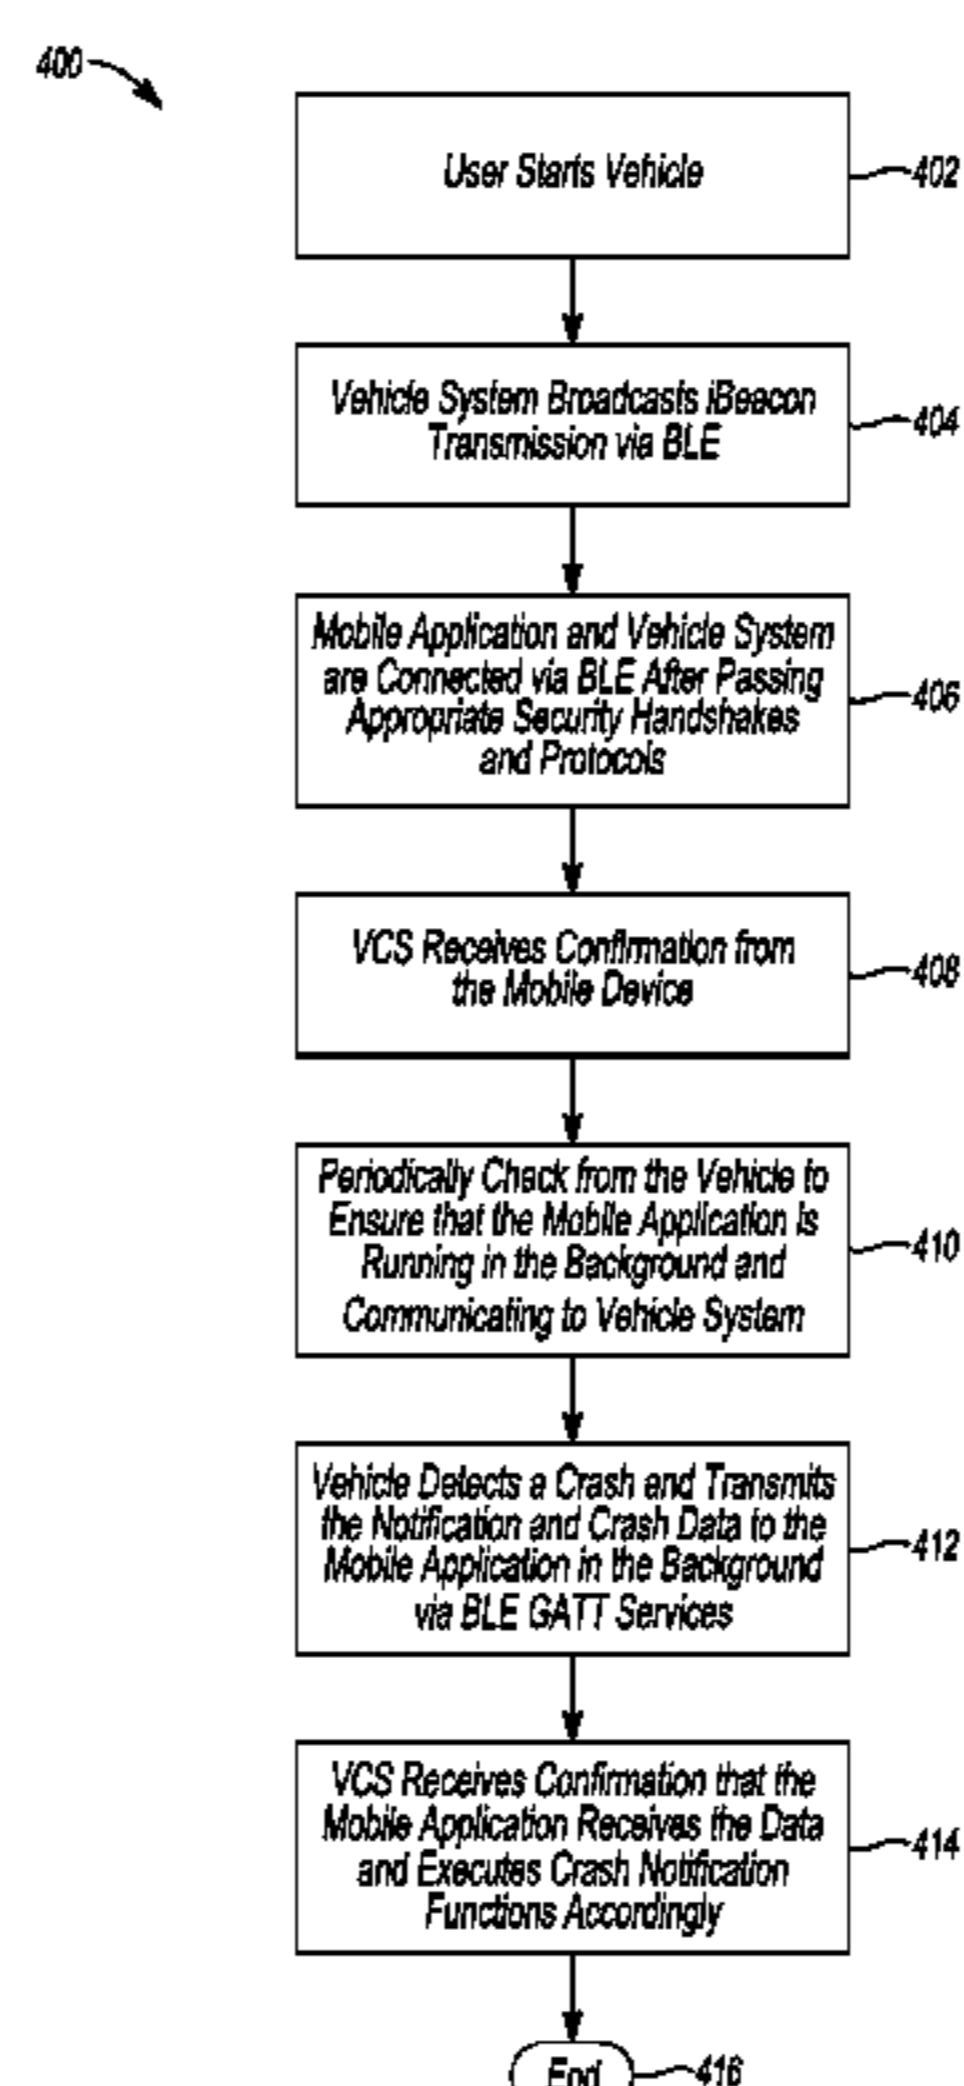 400
User Starts Vehicle
402
Vehicle System Broadcasts iBeacon
Transmission via BLE
404
Mobile Application and Vehicle System
are Connected via BLE After Passing
Appropriate Security Handshakes
and Protocols
406
VCS Receives Confirmation from
the Mobile Device
408
Periodically Check from the Vehicle to
Ensure that the Mobile Application is
Running in the Background and
Communicating to Vehicle System
410
Vehicle Detects a Crash and Transmits
the Notification and Crash Data to the
Mobile Application in the Background
via BLE GATT Services
412
VCS Receives Confirmation that the
Mobile Application Receives the Data
and Executes Crash Notification
Functions Accordingly
414
End
416